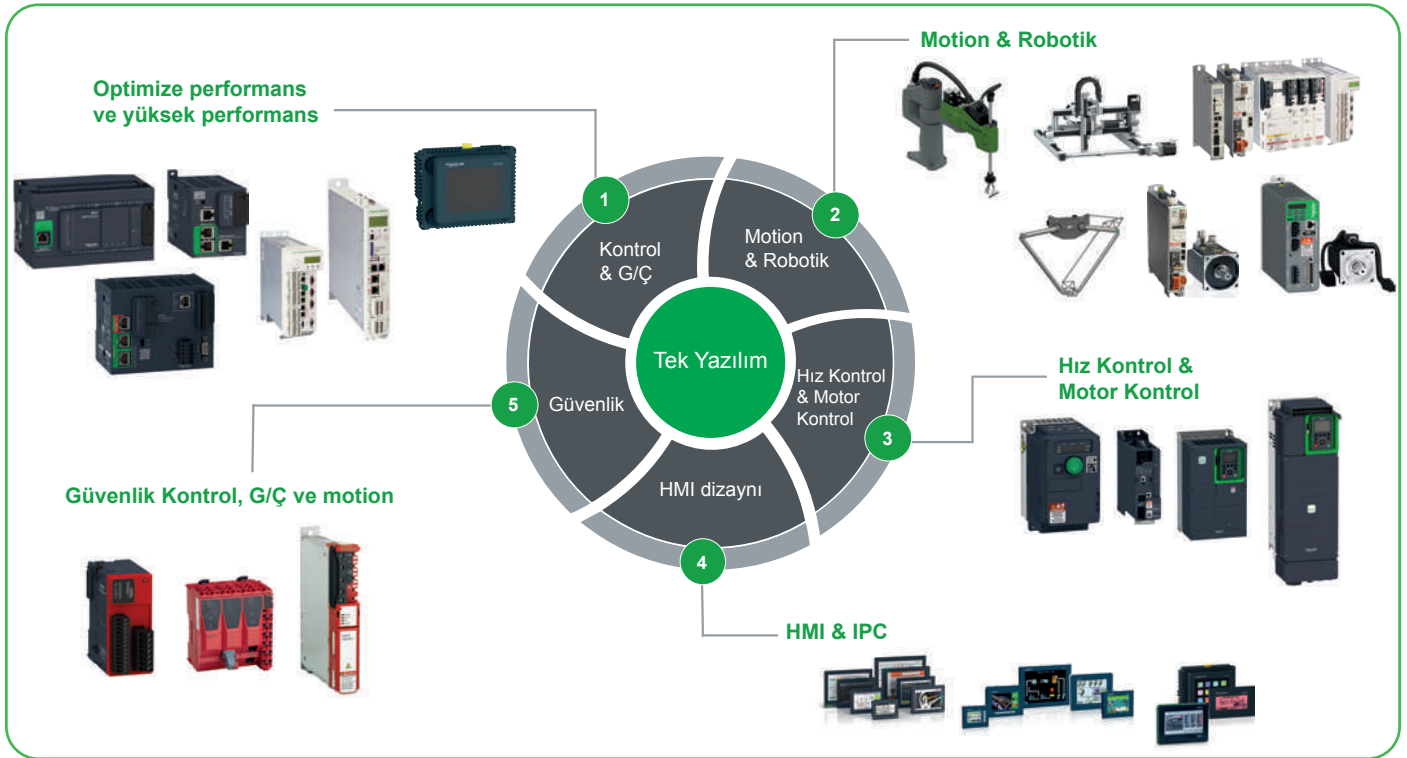 Optimize performans
ve yüksek performans
Motion & Robotik
1
Kontrol
& G/Ç
2
Motion
& Robotik
Tek Yazılım
Hız Kontrol
& Motor
Kontrol
3
Hız Kontrol &
Motor Kontrol
5
Güvenlik
HMI dizaynı
4
Güvenlik Kontrol, G/Ç ve motion
HMI & IPC